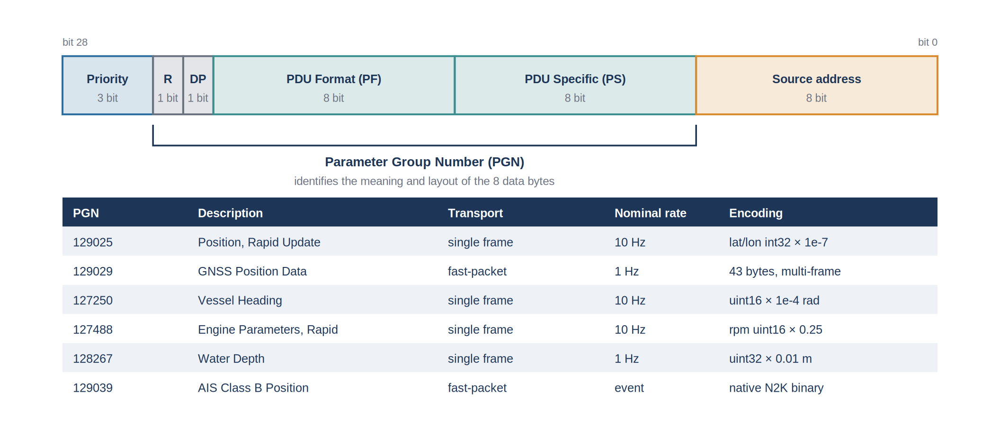 bit 28 bit 0
Priority R DP PDU Format (PF) PDU Specific (PS) Source address
3 bit 1 bit 1 bit 8 bit 8 bit 8 bit
Parameter Group Number (PGN)
identifies the meaning and layout of the 8 data bytes
PGN Description Transport Nominal rate Encoding
129025 Position, Rapid Update single frame 10 Hz lat/lon int32 × 1e-7
129029 GNSS Position Data fast-packet 1 Hz 43 bytes, multi-frame
127250 Vessel Heading single frame 10 Hz uint16 × 1e-4 rad
127488 Engine Parameters, Rapid single frame 10 Hz rpm uint16 × 0.25
128267 Water Depth single frame 1 Hz uint32 × 0.01 m
129039 AIS Class B Position fast-packet event native N2K binary